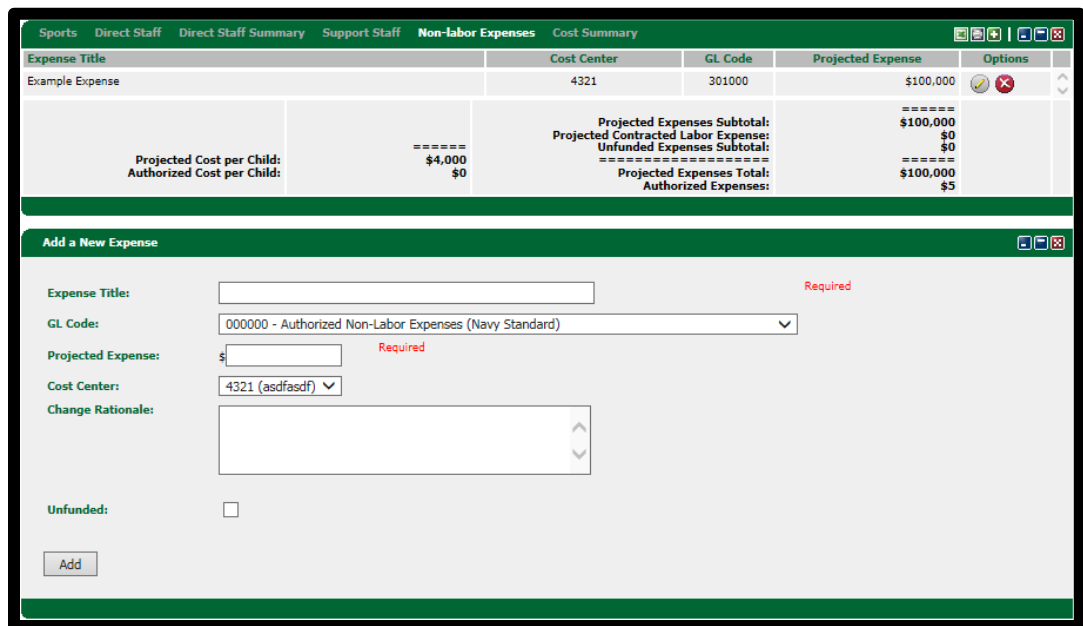 Sports Direct Staff Direct Staff Summary Support Staff Non-labor Expenses Cost Summary
Expense Title Cost Center GL Code Projected Expense Options
Example Expense 4321 301000 $100,000
======
Projected Expenses Subtotal: $100,000
Projected Contracted Labor Expense: $0
====== Unfunded Expenses Subtotal: $0
Projected Cost per Child: $4,000 =================== ======
Authorized Cost per Child: $0 Projected Expenses Total: $100,000
Authorized Expenses: $5
Add a New Expense
Expense Title: Required
GL Code: 000000 - Authorized Non-Labor Expenses (Navy Standard)
Projected Expense: $ Required
Cost Center: 4321 (asdfasdf)
Change Rationale:
Unfunded:
Add